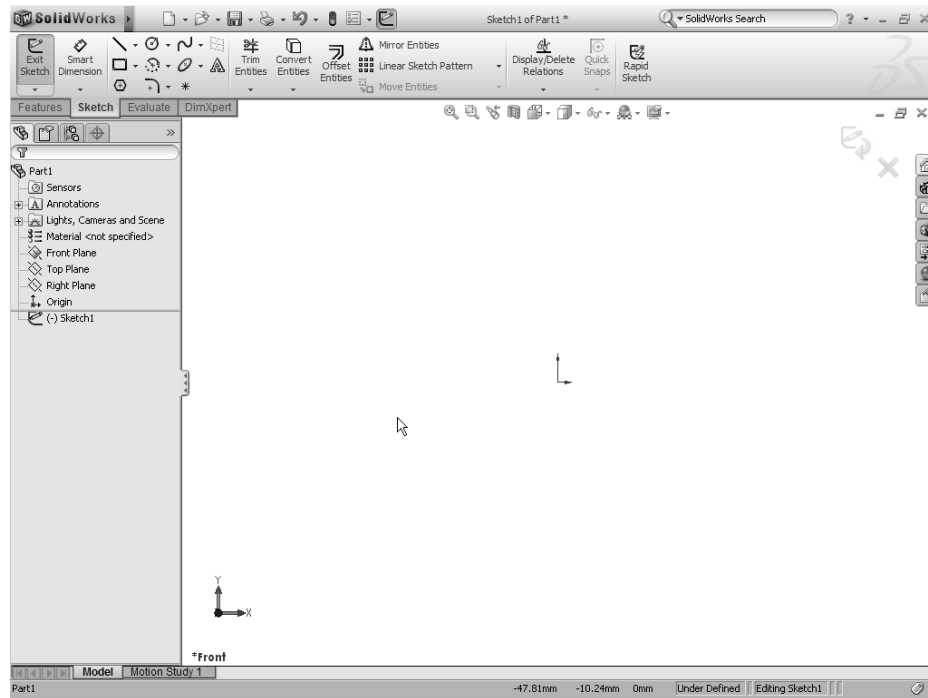 SolidWorks
Sketch1 of Part1 *
SolidWorks Search
?
Exit Sketch
Smart Dimension
Trim Entities
Convert Entities
Offset Entities
Mirror Entities
Linear Sketch Pattern
Move Entities
Display/Delete Relations
Quick Snaps
Rapid Sketch
Features Sketch Evaluate DimXpert
Part1
Sensors
Annotations
Lights, Cameras and Scene
Material <not specified>
Front Plane
Top Plane
Right Plane
Origin
(-) Sketch1
Y
X
*Front
Model Motion Study 1
Part1 -47.81mm -10.24mm 0mm Under Defined Editing Sketch1